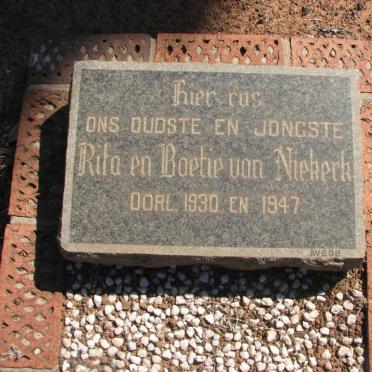 Hier rus
ONS OUDSTE EN JONGSTE
Rita en Boetie van Niekerk
OORL. 1930 EN 1947
AVBOB